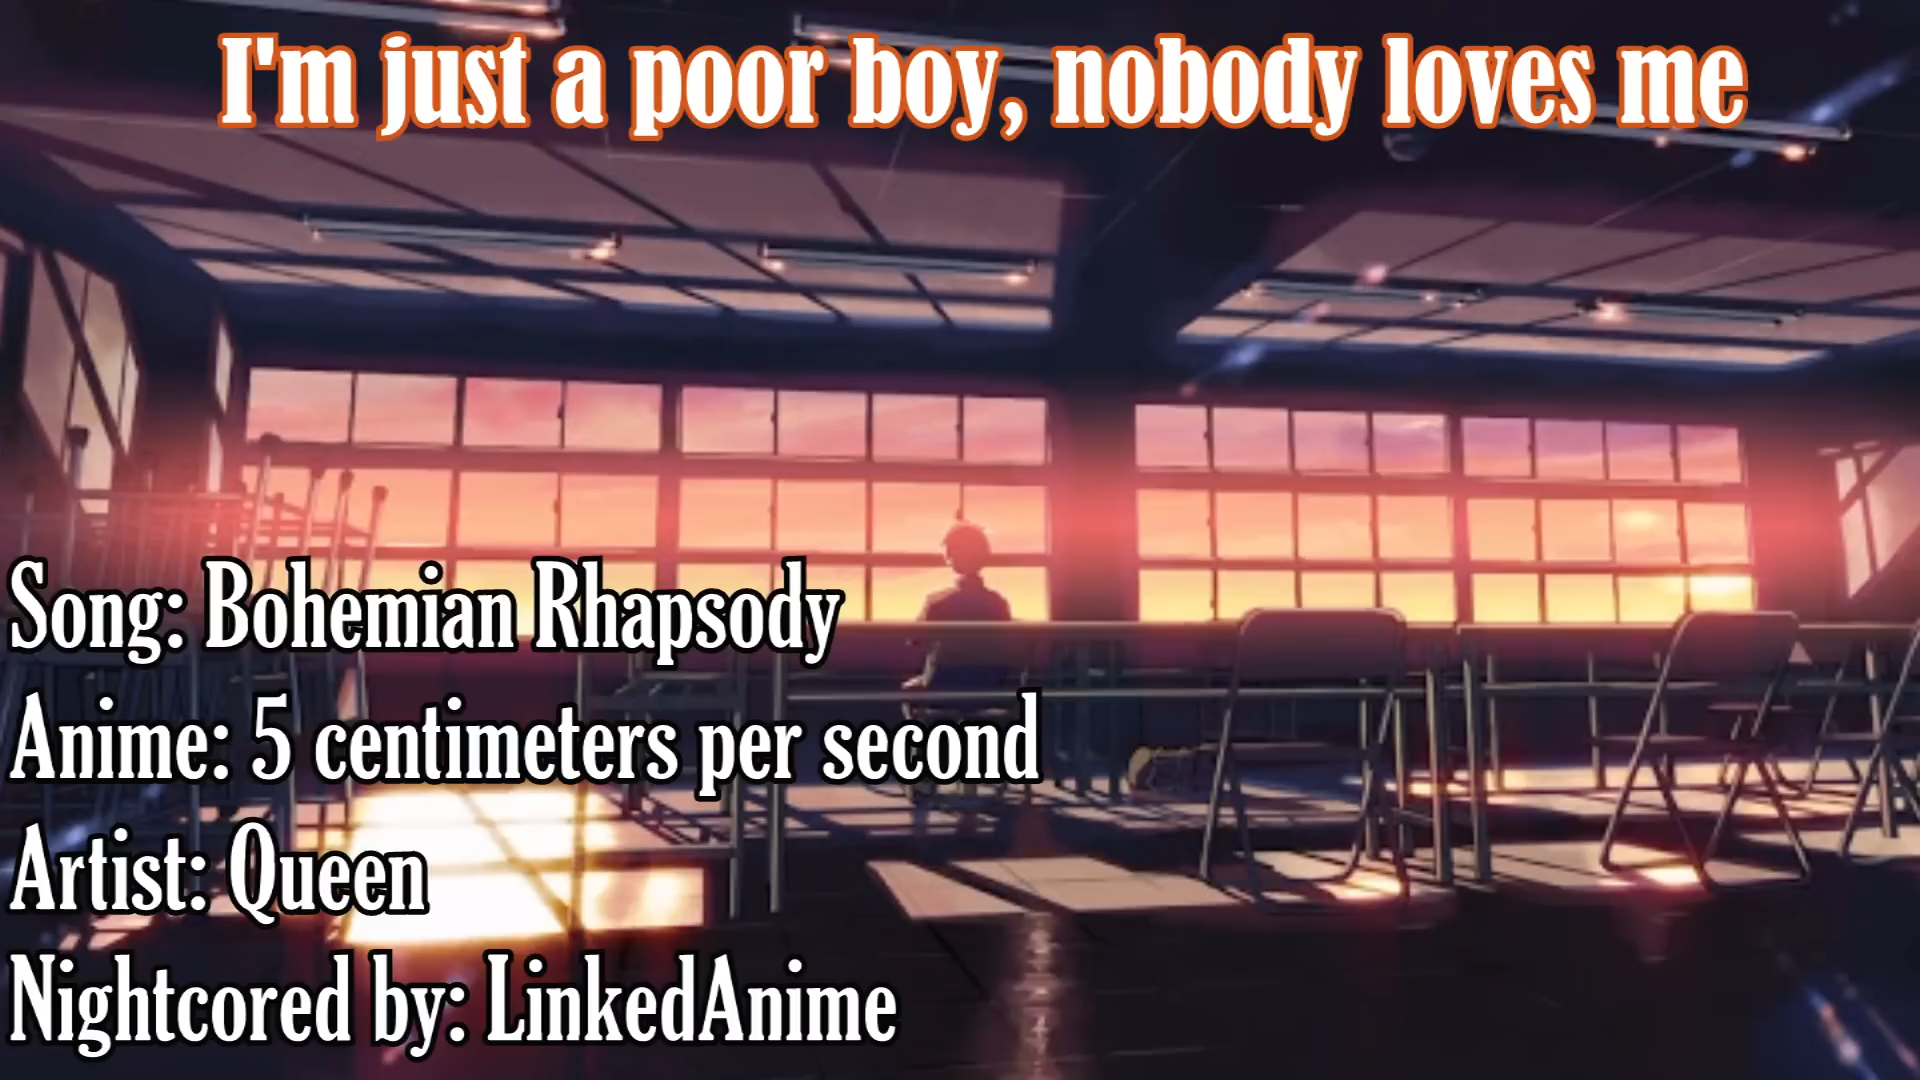 I'm just a poor boy, nobody loves me
Song: Bohemian Rhapsody
Anime: 5 centimeters per second
Artist: Queen
Nightcored by: LinkedAnime